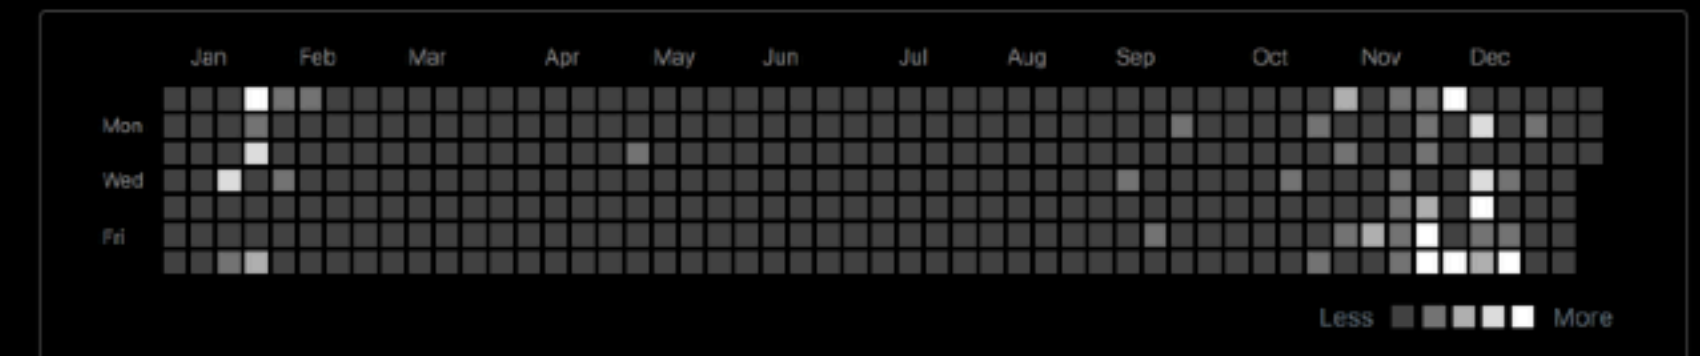 Jan Feb Mar Apr May Jun Jul Aug Sep Oct Nov Dec
Mon
Wed
Fri
Less More